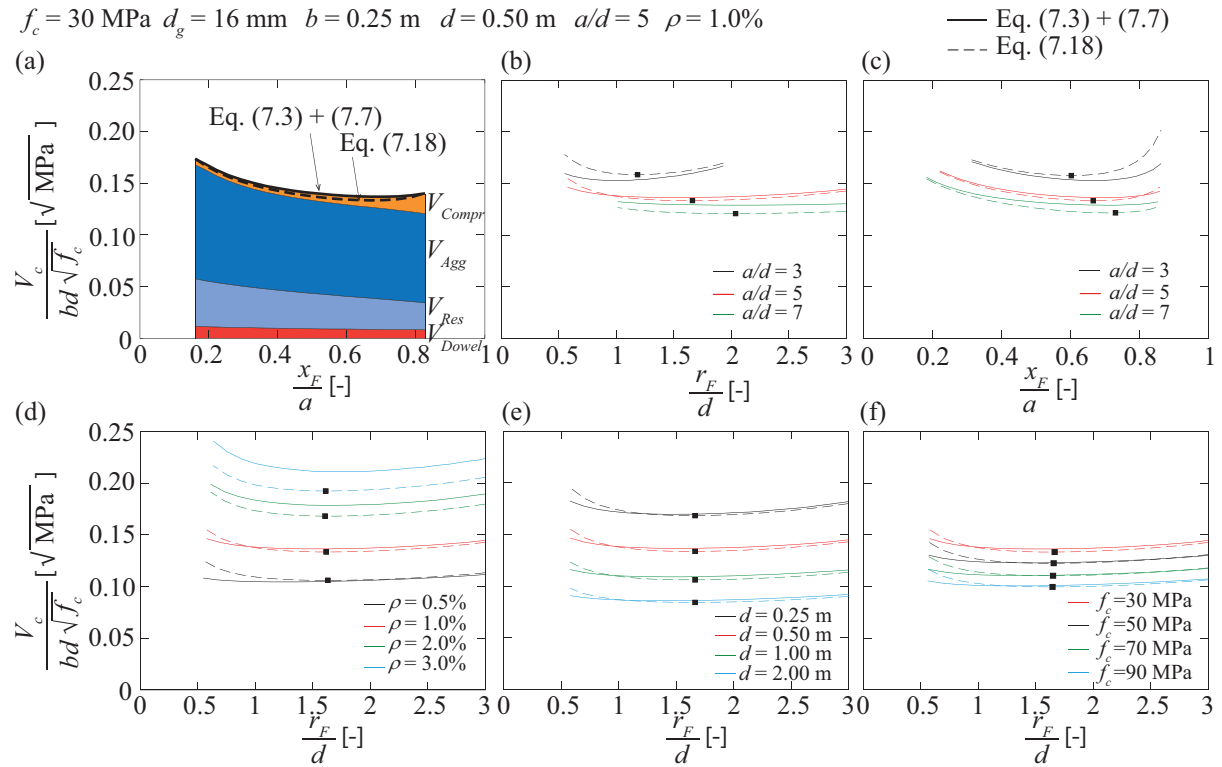 f_c = 30 MPa d_g = 16 mm b = 0.25 m d = 0.50 m a/d = 5 ρ = 1.0%
Eq. (7.3) + (7.7)
Eq. (7.18)
(a)
V_c / bd√f_c [√MPa]
0.25
0.20
0.15
0.10
0.05
0
Eq. (7.3) + (7.7)
Eq. (7.18)
V_Compr
V_Agg
V_Res
V_Dowel
0 0.2 0.4 0.6 0.8 1
x_F / a [-]
(b)
a/d = 3
a/d = 5
a/d = 7
0 0.5 1 1.5 2 2.5 3
r_F / d [-]
(c)
a/d = 3
a/d = 5
a/d = 7
0 0.2 0.4 0.6 0.8 1
x_F / a [-]
(d)
V_c / bd√f_c [√MPa]
0.25
0.20
0.15
0.10
0.05
0
ρ = 0.5%
ρ = 1.0%
ρ = 2.0%
ρ = 3.0%
0 0.5 1 1.5 2 2.5 3
r_F / d [-]
(e)
d = 0.25 m
d = 0.50 m
d = 1.00 m
d = 2.00 m
0 0.5 1 1.5 2 2.5 3
r_F / d [-]
(f)
f_c=30 MPa
f_c=50 MPa
f_c=70 MPa
f_c=90 MPa
0 0.5 1 1.5 2 2.5 3
r_F / d [-]